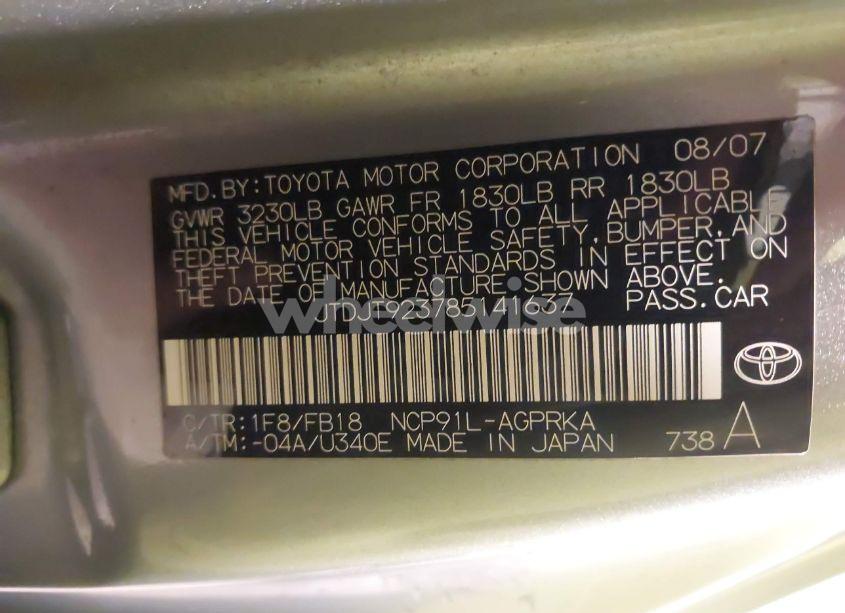 MFD.BY:TOYOTA MOTOR CORPORATION 08/07
GVWR 3230LB GAWR FR 1830LB RR 1830LB
THIS VEHICLE CONFORMS TO ALL APPLICABLE
FEDERAL MOTOR VEHICLE SAFETY,BUMPER,AND
THEFT PREVENTION STANDARDS IN EFFECT ON
THE DATE OF MANUFACTURE SHOWN ABOVE.
JTDJT923785141637 PASS.CAR
wheelwise
C/TR:1F8/FB18 NCP91L-AGPRKA
A/TM:-04A/U340E MADE IN JAPAN 738 A